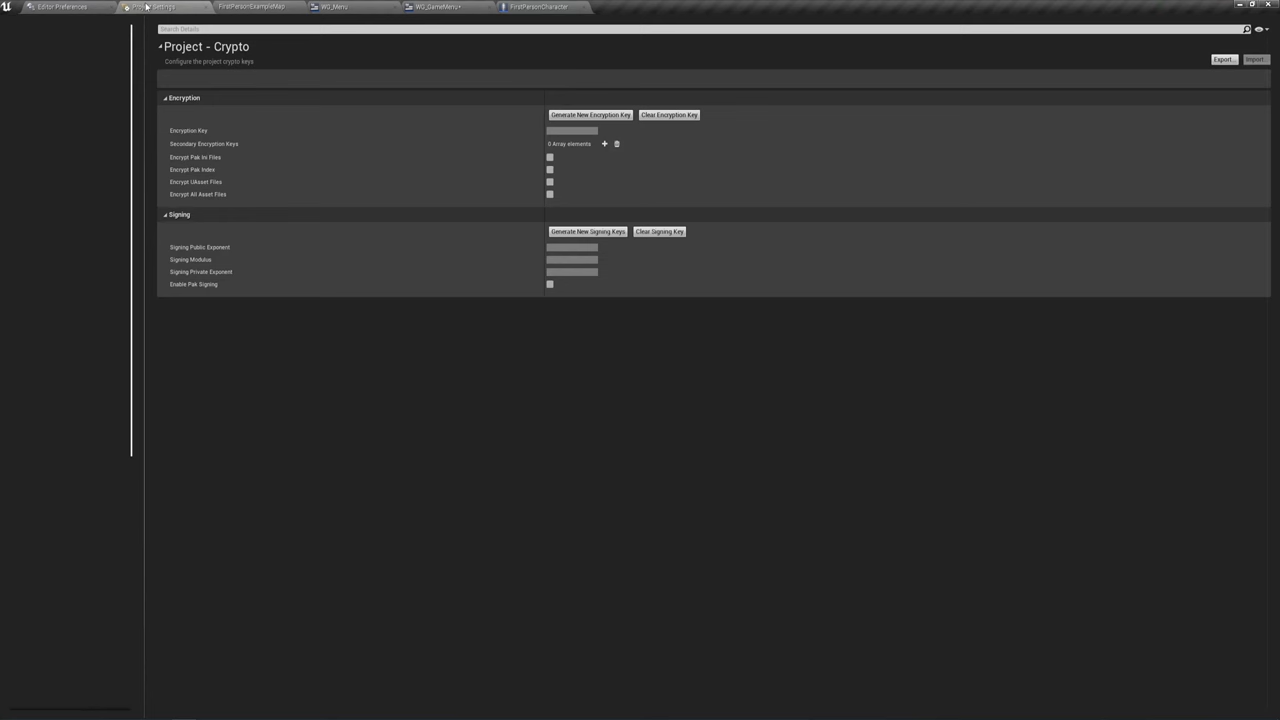 Editor Preferences
Project Settings
FirstPersonExampleMap
WG_Menu
WG_GameMenu*
FirstPersonCharacter
Search Details
Project - Crypto
Configure the project crypto keys
Export...
Import...
Encryption
Generate New Encryption Key
Clear Encryption Key
Encryption Key
Secondary Encryption Keys
0 Array elements
Encrypt Pak Ini Files
Encrypt Pak Index
Encrypt UAsset Files
Encrypt All Asset Files
Signing
Generate New Signing Keys
Clear Signing Key
Signing Public Exponent
Signing Modulus
Signing Private Exponent
Enable Pak Signing